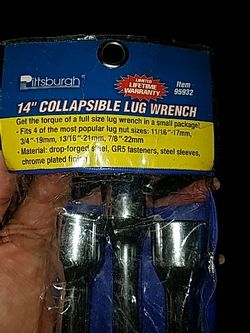 Pittsburgh
LIMITED
LIFETIME
WARRANTY
Item
95932
14" COLLAPSIBLE LUG WRENCH
Get the torque of a full size lug wrench in a small package!
- Fits 4 of the most popular lug nut sizes: 11/16"-17mm,
3/4"-19mm, 13/16"-21mm, 7/8"-22mm
- Material: drop-forged steel, GR5 fasteners, steel sleeves,
chrome plated finish